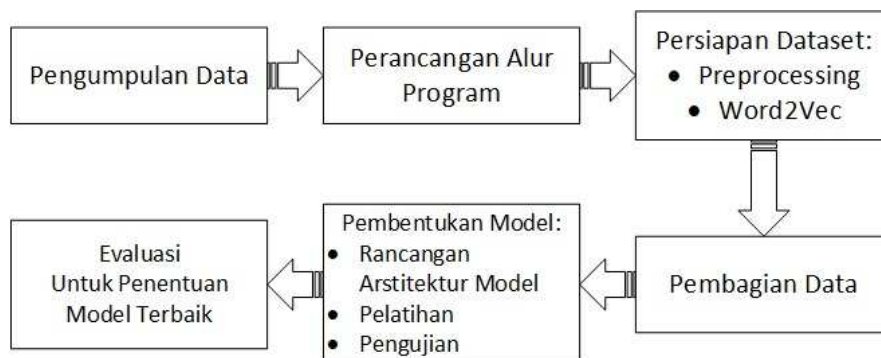 Pengumpulan Data
Perancangan Alur
Program
Persiapan Dataset:
● Preprocessing
● Word2Vec
Pembagian Data
Pembentukan Model:
● Rancangan
Arstitektur Model
● Pelatihan
● Pengujian
Evaluasi
Untuk Penentuan
Model Terbaik